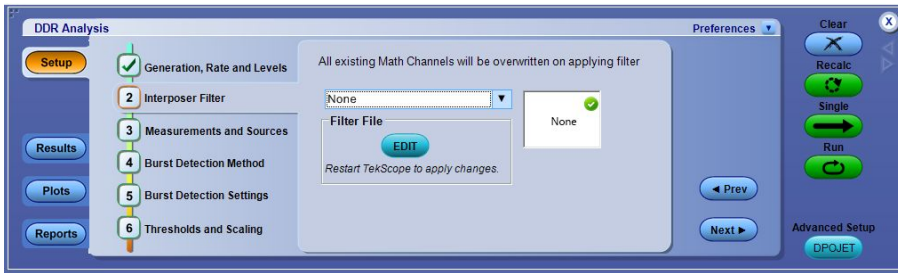 DDR Analysis
Preferences
Clear
X
Setup
Generation, Rate and Levels
All existing Math Channels will be overwritten on applying filter
Recalc
2 Interposer Filter
None
None
Single
3 Measurements and Sources
Filter File
EDIT
Restart TekScope to apply changes.
Results
4 Burst Detection Method
Run
Plots
5 Burst Detection Settings
◄ Prev
Reports
6 Thresholds and Scaling
Next ►
Advanced Setup
DPOJET